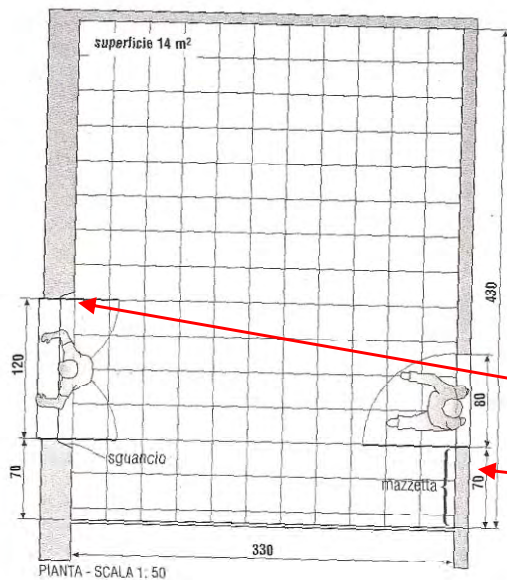 superficie 14 m²
430
120
80
sguancio
70
mazzetta
70
330
PIANTA - SCALA 1: 50